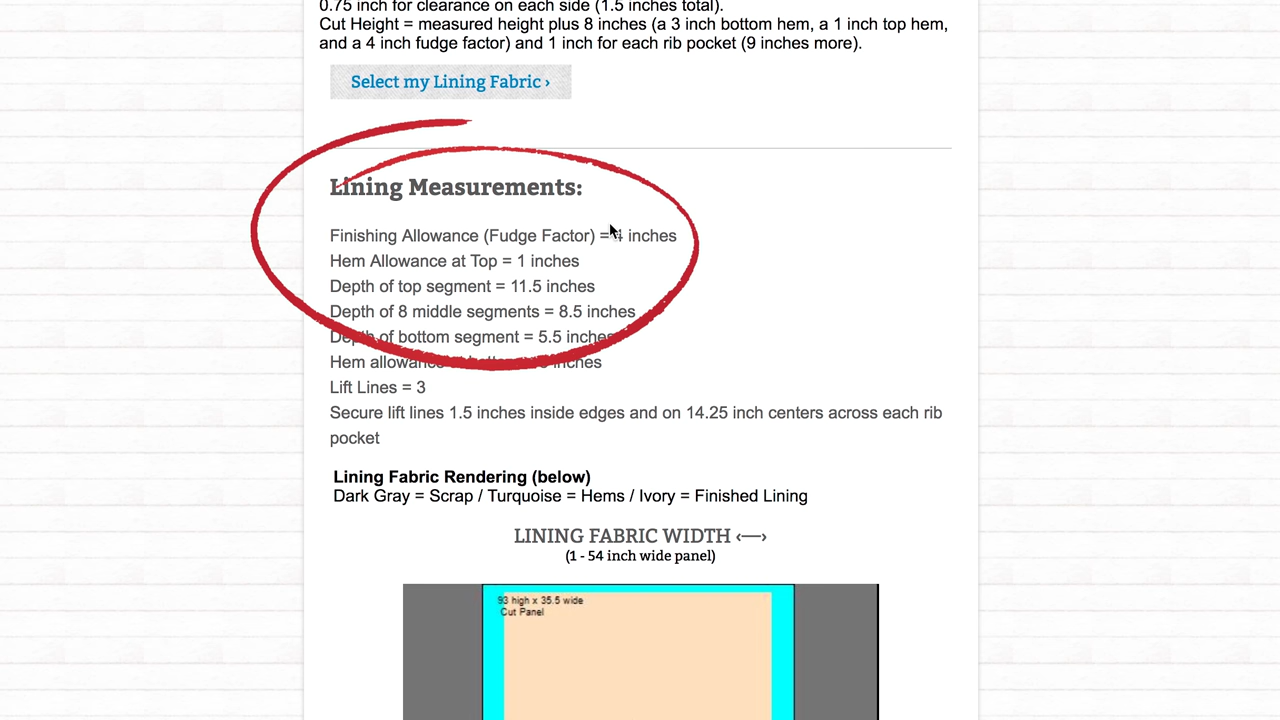 0.75 inch for clearance on each side (1.5 inches total).
Cut Height = measured height plus 8 inches (a 3 inch bottom hem, a 1 inch top hem,
and a 4 inch fudge factor) and 1 inch for each rib pocket (9 inches more).
Select my Lining Fabric ›
Lining Measurements:
Finishing Allowance (Fudge Factor) = 4 inches
Hem Allowance at Top = 1 inches
Depth of top segment = 11.5 inches
Depth of 8 middle segments = 8.5 inches
Depth of bottom segment = 5.5 inches
Hem allowance at bottom = inches
Lift Lines = 3
Secure lift lines 1.5 inches inside edges and on 14.25 inch centers across each rib
pocket
Lining Fabric Rendering (below)
Dark Gray = Scrap / Turquoise = Hems / Ivory = Finished Lining
LINING FABRIC WIDTH ‹—›
(1 - 54 inch wide panel)
93 high x 35.5 wide
Cut Panel